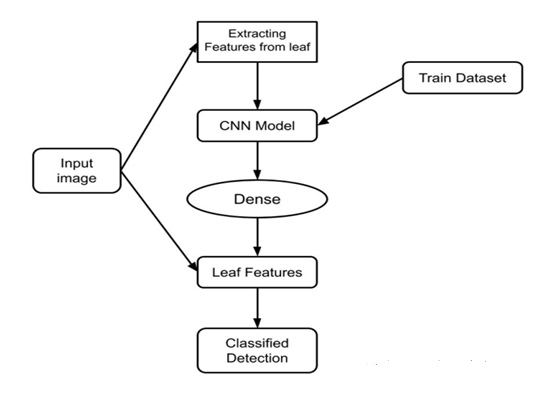 Extracting
Features from leaf
Train Dataset
CNN Model
Input
image
Dense
Leaf Features
Classified
Detection